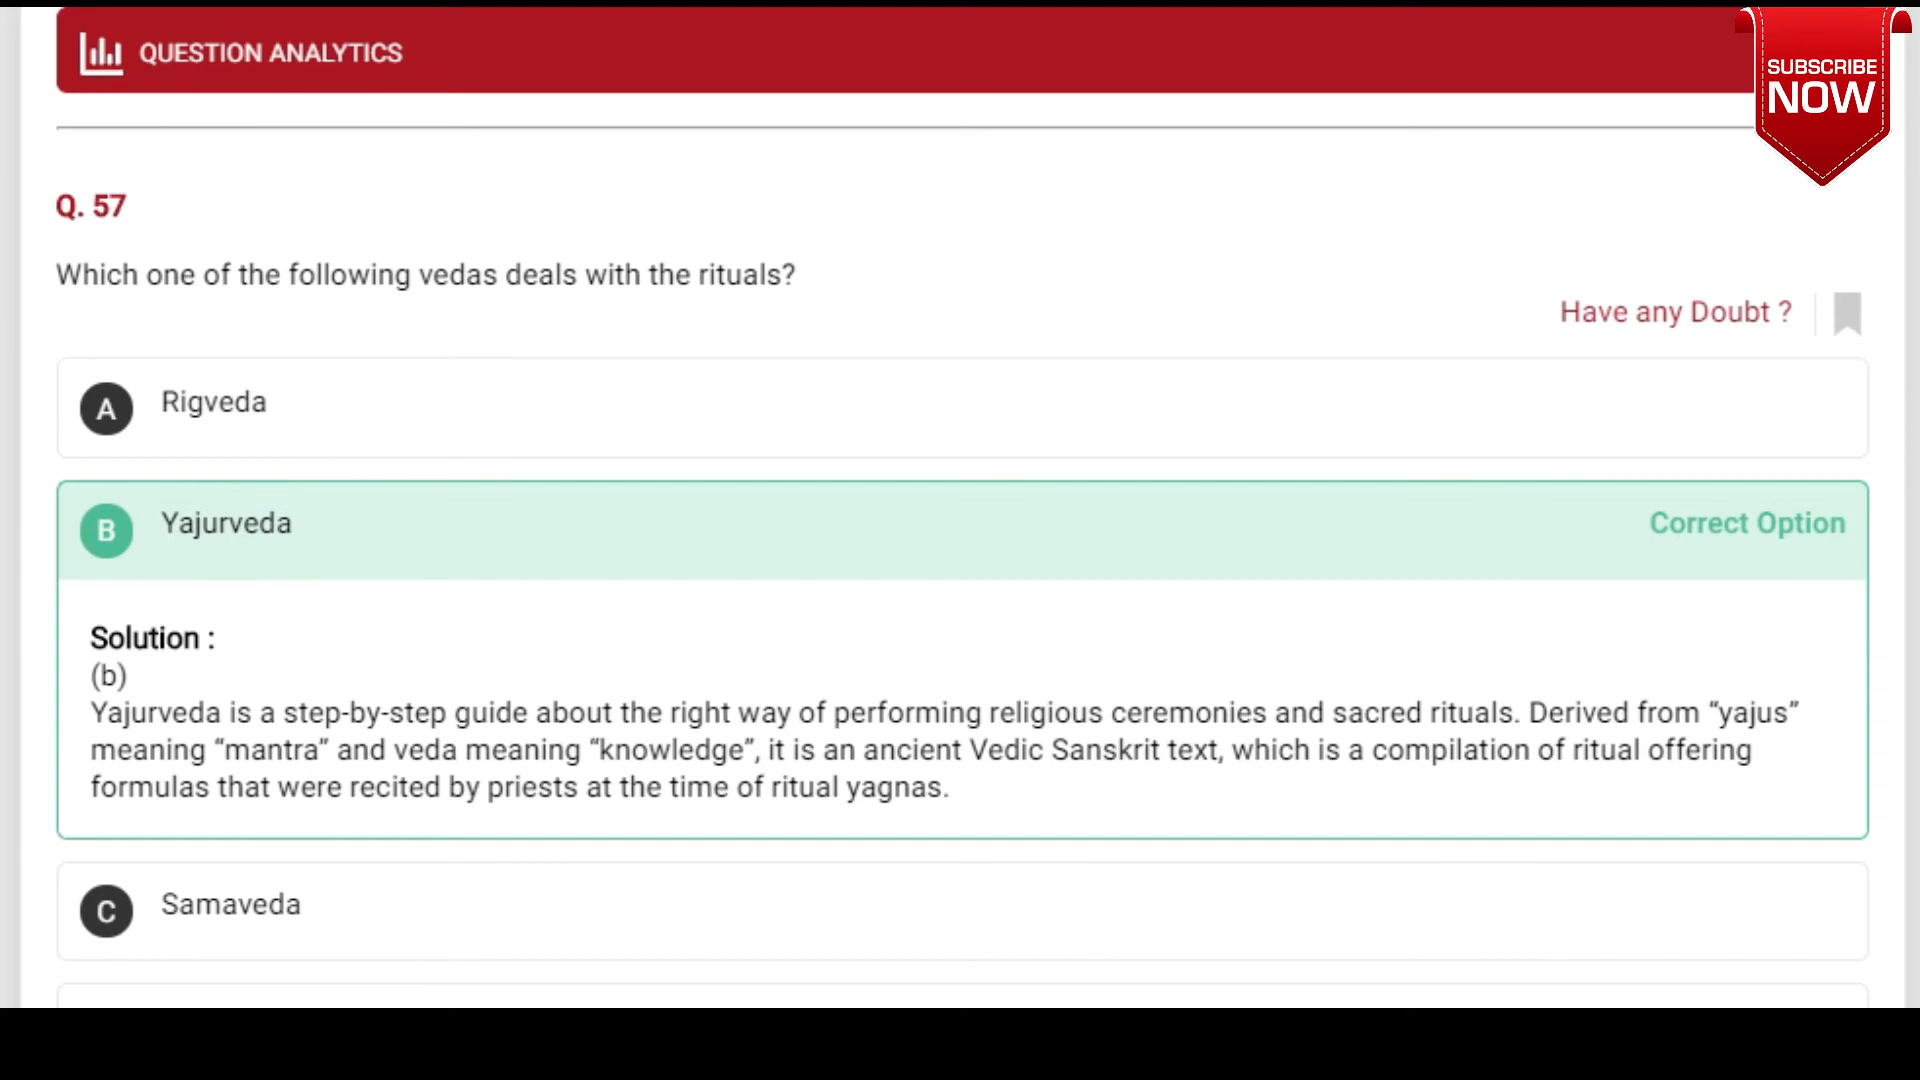 QUESTION ANALYTICS
SUBSCRIBE
NOW
Q. 57
Which one of the following vedas deals with the rituals?
Have any Doubt ?
A Rigveda
B Yajurveda Correct Option
Solution :
(b)
Yajurveda is a step-by-step guide about the right way of performing religious ceremonies and sacred rituals. Derived from “yajus”
meaning “mantra” and veda meaning “knowledge”, it is an ancient Vedic Sanskrit text, which is a compilation of ritual offering
formulas that were recited by priests at the time of ritual yagnas.
C Samaveda